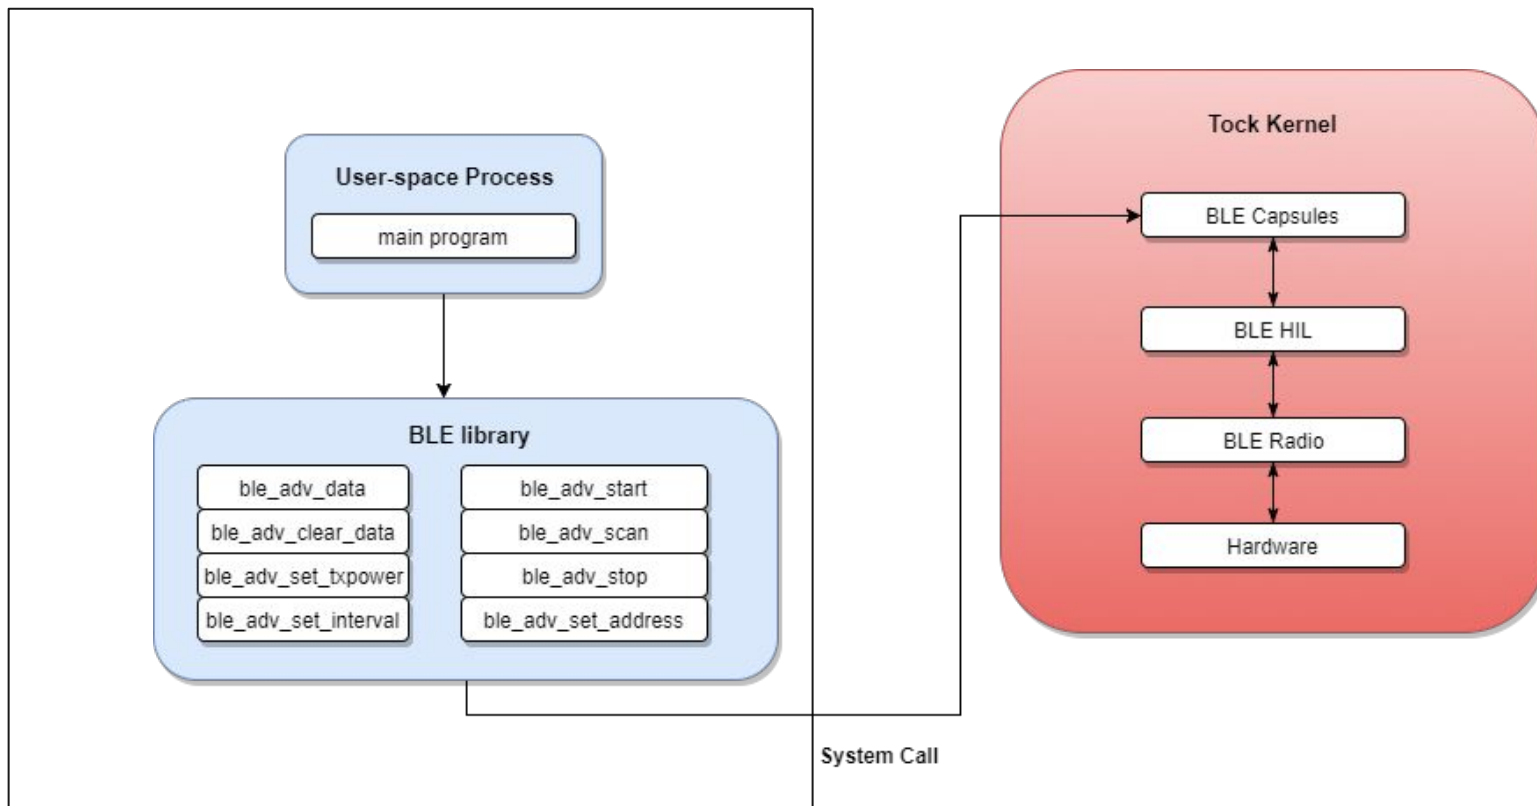 User-space Process
main program
BLE library
ble_adv_data
ble_adv_clear_data
ble_adv_set_txpower
ble_adv_set_interval
ble_adv_start
ble_adv_scan
ble_adv_stop
ble_adv_set_address
System Call
Tock Kernel
BLE Capsules
BLE HIL
BLE Radio
Hardware